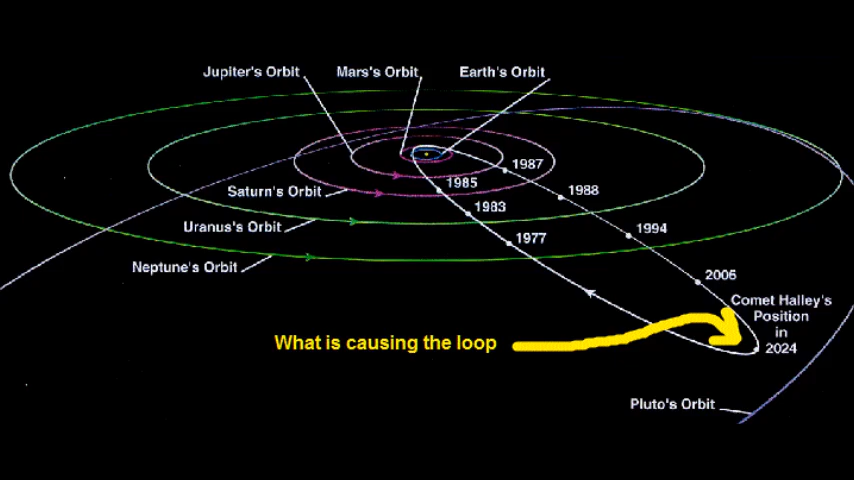 Jupiter's Orbit
Mars's Orbit
Earth's Orbit
1987
1985
Saturn's Orbit
1988
1983
Uranus's Orbit
1994
1977
Neptune's Orbit
2005
Comet Halley's
Position
in
2024
What is causing the loop
Pluto's Orbit